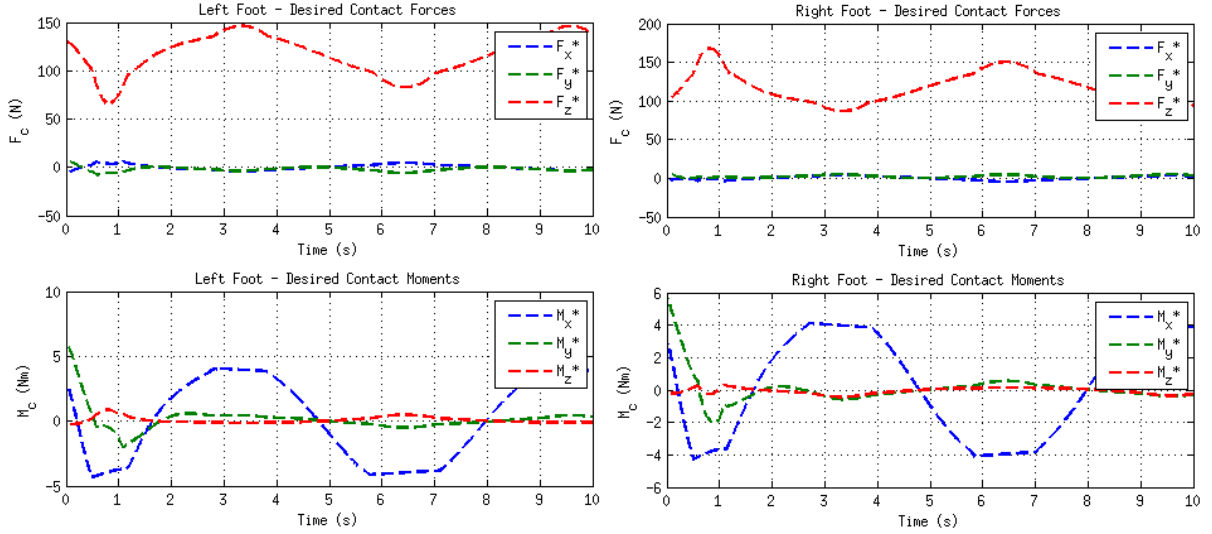 Left Foot - Desired Contact Forces
150
100
50
0
-50
F_c (N)
0 1 2 3 4 5 6 7 8 9 10
Time (s)
F_x*
F_y*
F_z*
Right Foot - Desired Contact Forces
200
150
100
50
0
-50
F_c (N)
0 1 2 3 4 5 6 7 8 9 10
Time (s)
F_x*
F_y*
F_z*
Left Foot - Desired Contact Moments
10
5
0
-5
M_c (Nm)
0 1 2 3 4 5 6 7 8 9 10
Time (s)
M_x*
M_y*
M_z*
Right Foot - Desired Contact Moments
6
4
2
0
-2
-4
-6
M_c (Nm)
0 1 2 3 4 5 6 7 8 9 10
Time (s)
M_x*
M_y*
M_z*